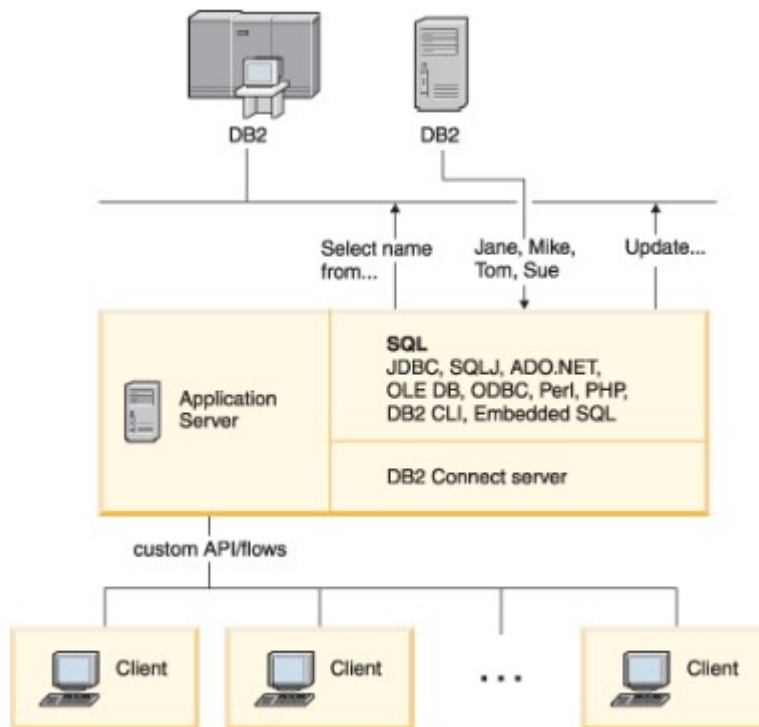 DB2
DB2
Select name
from...
Jane, Mike,
Tom, Sue
Update...
Application
Server
SQL
JDBC, SQLJ, ADO.NET,
OLE DB, ODBC, Perl, PHP,
DB2 CLI, Embedded SQL
DB2 Connect server
custom API/flows
Client
Client
...
Client